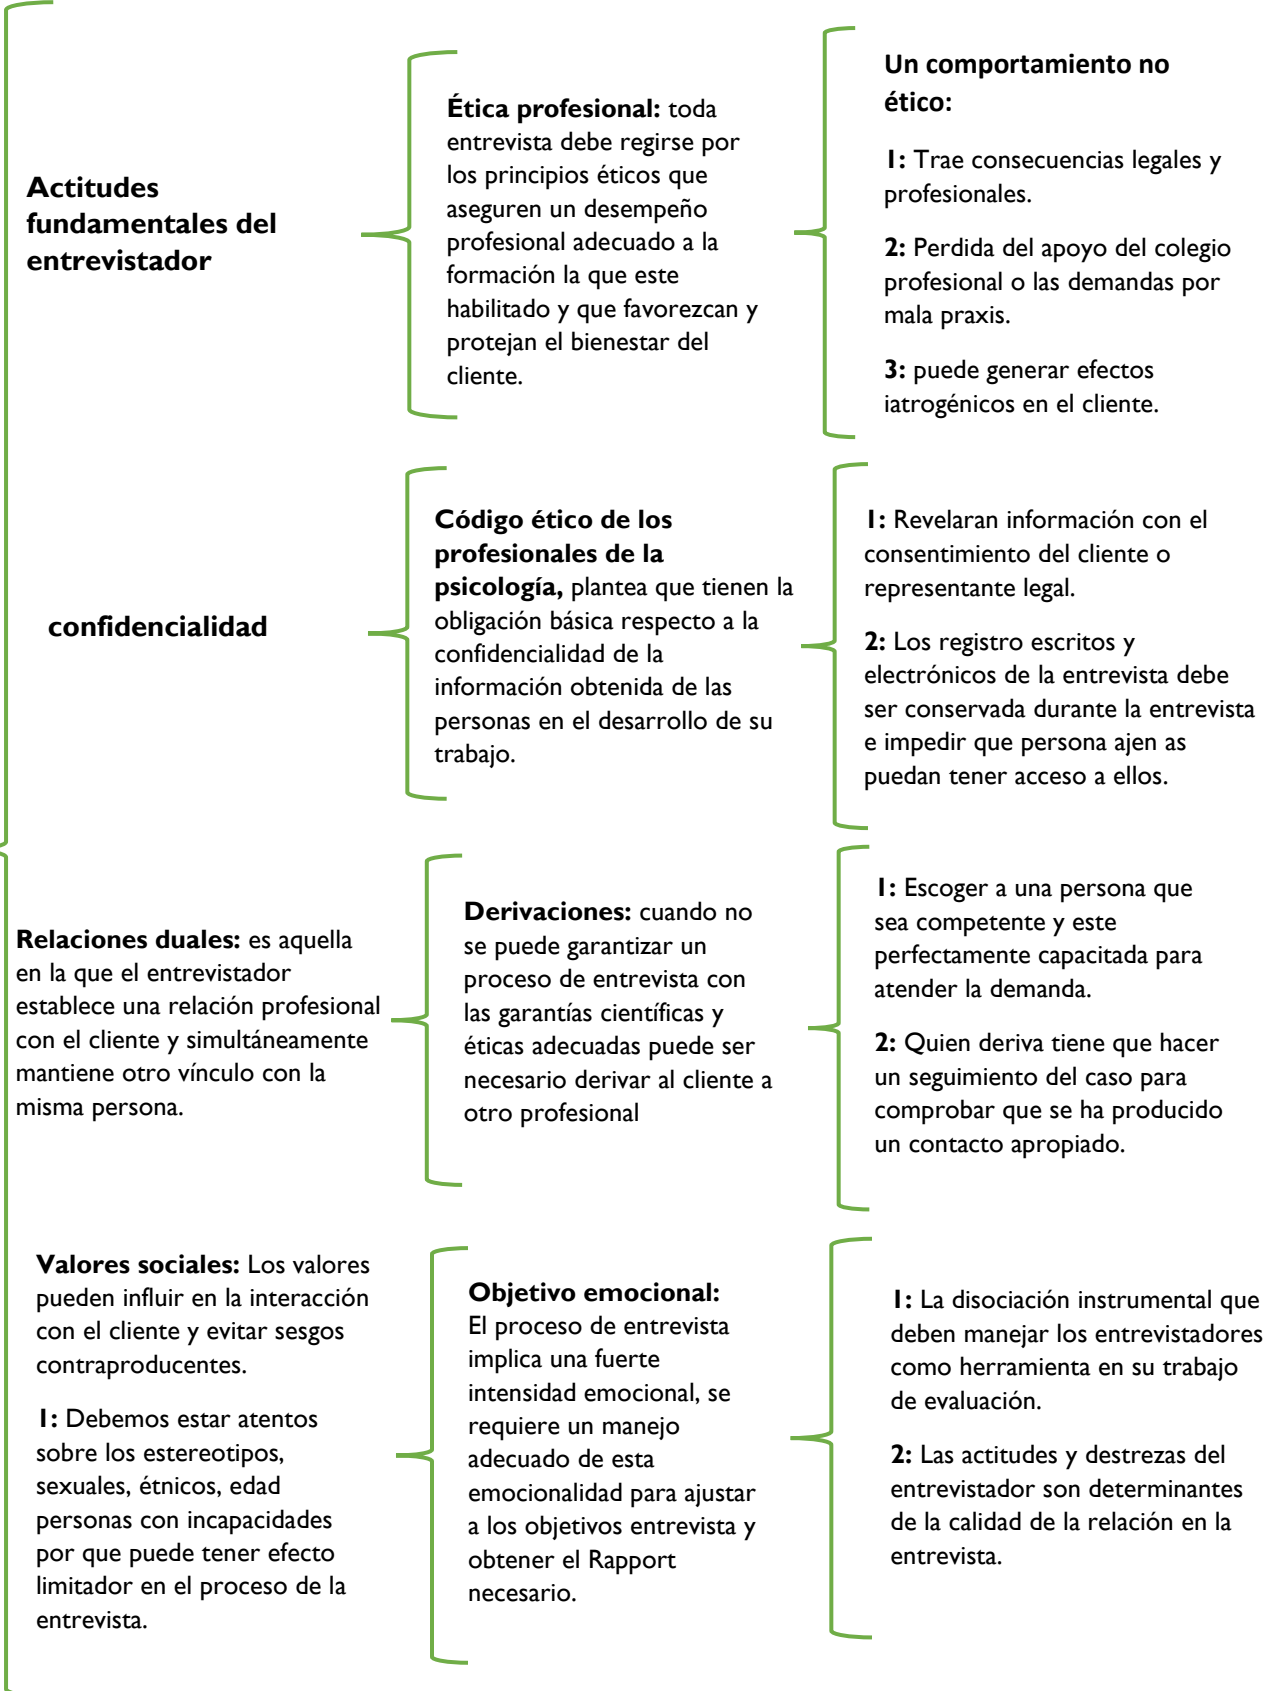 Actitudes
fundamentales del
entrevistador
Ética profesional: toda
entrevista debe regirse por
los principios éticos que
aseguren un desempeño
profesional adecuado a la
formación la que este
habilitado y que favorezcan y
protejan el bienestar del
cliente.
Un comportamiento no
ético:
1: Trae consecuencias legales y
profesionales.
2: Perdida del apoyo del colegio
profesional o las demandas por
mala praxis.
3: puede generar efectos
iatrogénicos en el cliente.
confidencialidad
Código ético de los
profesionales de la
psicología, plantea que tienen la
obligación básica respecto a la
confidencialidad de la
información obtenida de las
personas en el desarrollo de su
trabajo.
1: Revelaran información con el
consentimiento del cliente o
representante legal.
2: Los registro escritos y
electrónicos de la entrevista debe
ser conservada durante la entrevista
e impedir que persona ajen as
puedan tener acceso a ellos.
Relaciones duales: es aquella
en la que el entrevistador
establece una relación profesional
con el cliente y simultáneamente
mantiene otro vínculo con la
misma persona.
Derivaciones: cuando no
se puede garantizar un
proceso de entrevista con
las garantías científicas y
éticas adecuadas puede ser
necesario derivar al cliente a
otro profesional
1: Escoger a una persona que
sea competente y este
perfectamente capacitada para
atender la demanda.
2: Quien deriva tiene que hacer
un seguimiento del caso para
comprobar que se ha producido
un contacto apropiado.
Valores sociales: Los valores
pueden influir en la interacción
con el cliente y evitar sesgos
contraproducentes.
1: Debemos estar atentos
sobre los estereotipos,
sexuales, étnicos, edad
personas con incapacidades
por que puede tener efecto
limitador en el proceso de la
entrevista.
Objetivo emocional:
El proceso de entrevista
implica una fuerte
intensidad emocional, se
requiere un manejo
adecuado de esta
emocionalidad para ajustar
a los objetivos entrevista y
obtener el Rapport
necesario.
1: La disociación instrumental que
deben manejar los entrevistadores
como herramienta en su trabajo
de evaluación.
2: Las actitudes y destrezas del
entrevistador son determinantes
de la calidad de la relación en la
entrevista.